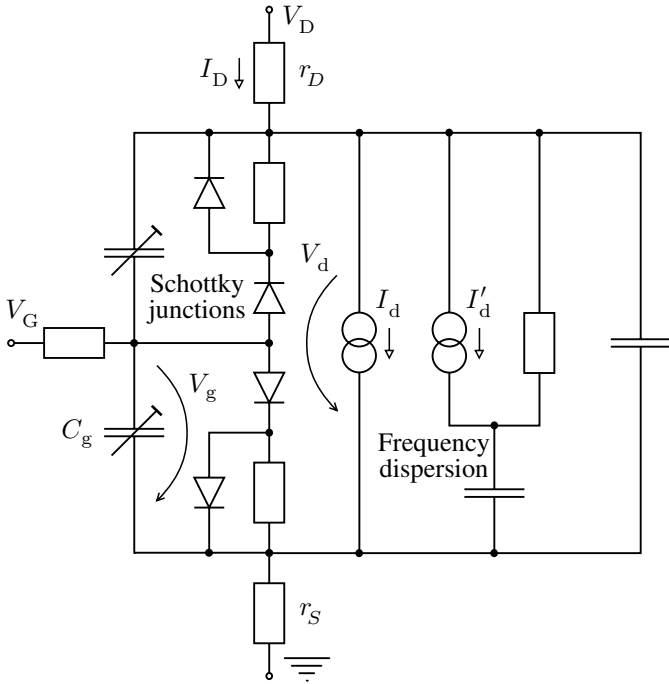 V_D
I_D
r_D
Schottky
junctions
V_d
I_d
I'_d
V_G
V_g
C_g
Frequency
dispersion
r_S